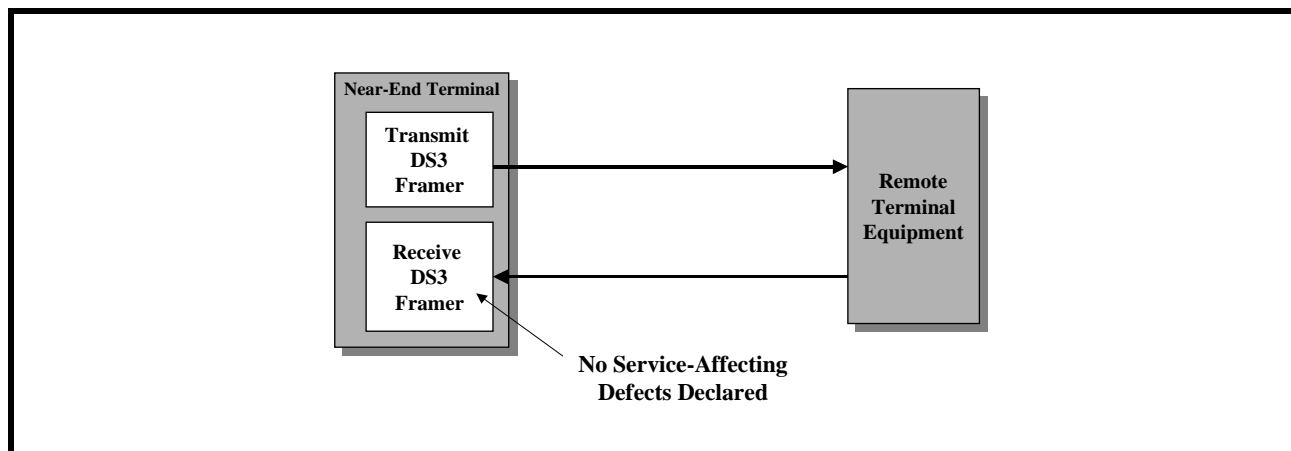 Near-End Terminal
Transmit
DS3
Framer
Receive
DS3
Framer
Remote
Terminal
Equipment
No Service-Affecting
Defects Declared